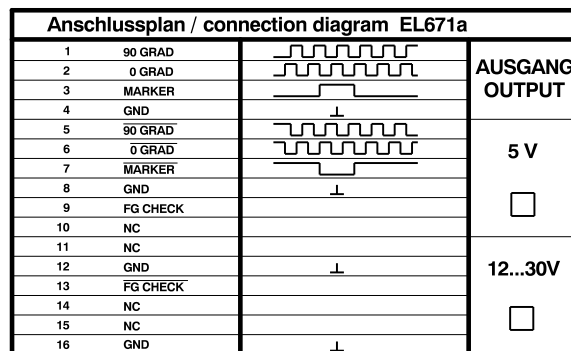 Anschlussplan / connection diagram EL671a
1 90 GRAD
2 0 GRAD
3 MARKER
4 GND
5 90 GRAD
6 0 GRAD
7 MARKER
8 GND
9 FG CHECK
10 NC
11 NC
12 GND
13 FG CHECK
14 NC
15 NC
16 GND
AUSGANG
OUTPUT
5 V
12...30V